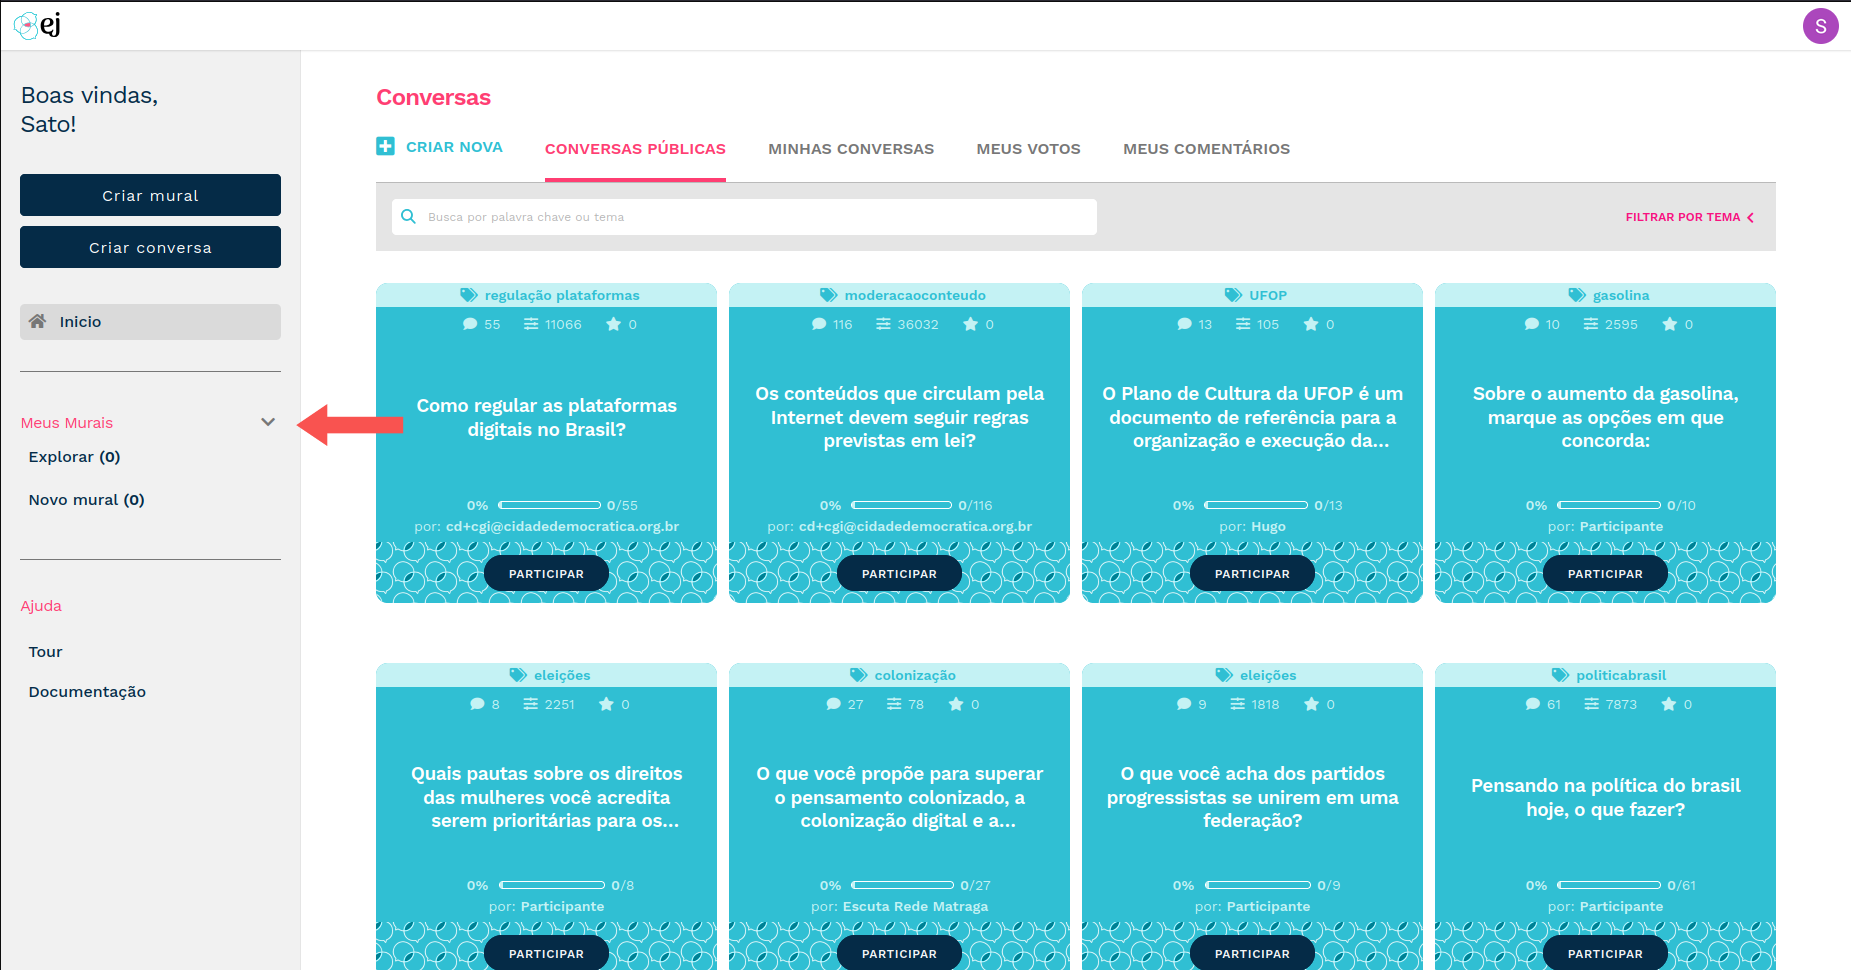 ej
S
Boas vindas,
Sato!
Criar mural
Criar conversa
Inicio
Meus Murais
Explorar (0)
Novo mural (0)
Ajuda
Tour
Documentação
Conversas
CRIAR NOVA
CONVERSAS PÚBLICAS
MINHAS CONVERSAS
MEUS VOTOS
MEUS COMENTÁRIOS
Busca por palavra chave ou tema
FILTRAR POR TEMA
regulação plataformas
55 11066 0
Como regular as plataformas
digitais no Brasil?
0% 0/55
por: cd+cgi@cidadedemocratica.org.br
PARTICIPAR
moderacaoconteudo
116 36032 0
Os conteúdos que circulam pela
Internet devem seguir regras
previstas em lei?
0% 0/116
por: cd+cgi@cidadedemocratica.org.br
PARTICIPAR
UFOP
13 105 0
O Plano de Cultura da UFOP é um
documento de referência para a
organização e execução da...
0% 0/13
por: Hugo
PARTICIPAR
gasolina
10 2595 0
Sobre o aumento da gasolina,
marque as opções em que
concorda:
0% 0/10
por: Participante
PARTICIPAR
eleições
8 2251 0
Quais pautas sobre os direitos
das mulheres você acredita
serem prioritárias para os...
0% 0/8
por: Participante
PARTICIPAR
colonização
27 78 0
O que você propõe para superar
o pensamento colonizado, a
colonização digital e a...
0% 0/27
por: Escuta Rede Matraga
PARTICIPAR
eleições
9 1818 0
O que você acha dos partidos
progressistas se unirem em uma
federação?
0% 0/9
por: Participante
PARTICIPAR
politicabrasil
61 7873 0
Pensando na política do brasil
hoje, o que fazer?
0% 0/61
por: Participante
PARTICIPAR